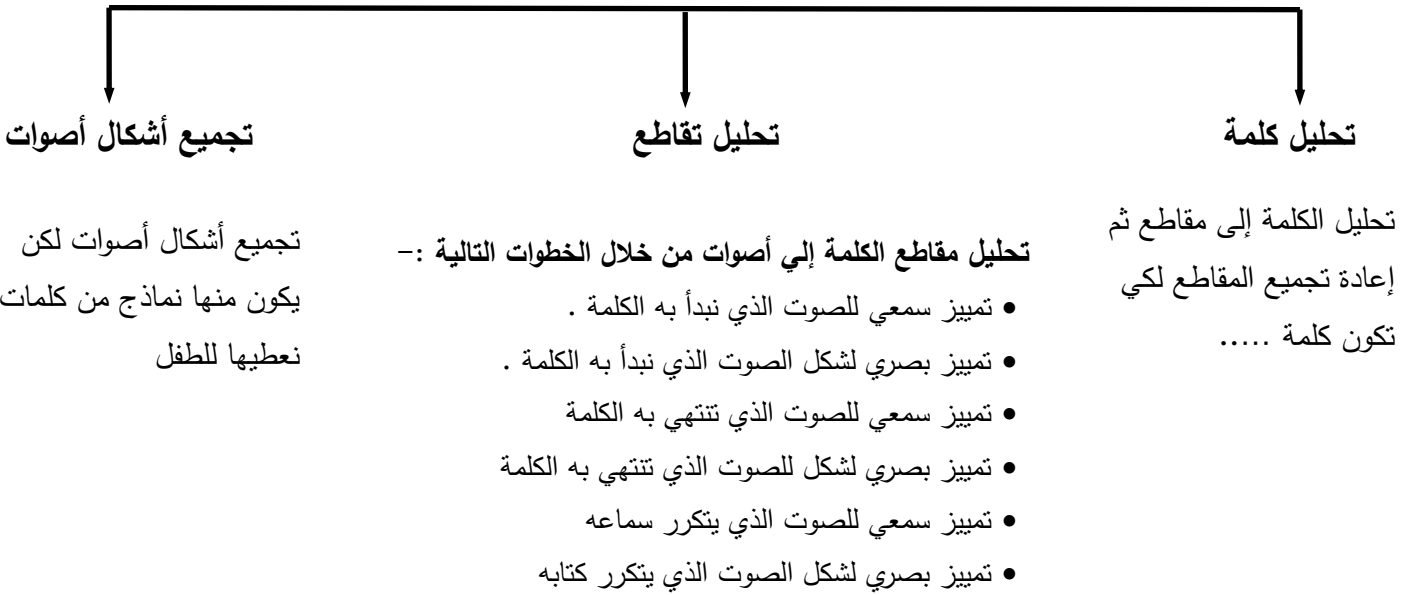 تحليل كلمة
تحليل الكلمة إلى مقاطع ثم
إعادة تجميع المقاطع لكي
تكون كلمة .....
تحليل تقاطع
تحليل مقاطع الكلمة إلي أصوات من خلال الخطوات التالية :-
• تمييز سمعي للصوت الذي نبدأ به الكلمة .
• تمييز بصري لشكل الصوت الذي نبدأ به الكلمة .
• تمييز سمعي للصوت الذي تنتهي به الكلمة
• تمييز بصري لشكل للصوت الذي تنتهي به الكلمة
• تمييز سمعي للصوت الذي يتكرر سماعه
• تمييز بصري لشكل الصوت الذي يتكرر كتابه
تجميع أشكال أصوات
تجميع أشكال أصوات لكن
يكون منها نماذج من كلمات
نعطيها للطفل